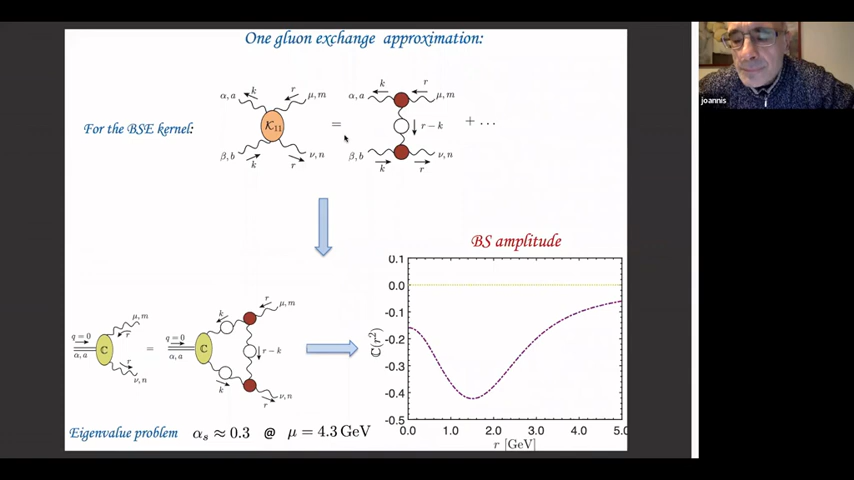 One gluon exchange approximation:
For the BSE kernel:
α, a
k
r
μ, m
K₁₁
β, b
k
r
ν, n
=
α, a
k
r
μ, m
r − k
β, b
k
r
ν, n
+ ...
BS amplitude
q = 0
α, a
ℂ
r
μ, m
r
ν, n
=
q = 0
α, a
ℂ
k
k
r
μ, m
r − k
r
ν, n
ℂ(r²)
0.1
0.0
-0.1
-0.2
-0.3
-0.4
-0.5
0.0 1.0 2.0 3.0 4.0 5.0
r [GeV]
Eigenvalue problem αₛ ≈ 0.3 @ μ = 4.3 GeV
joannis